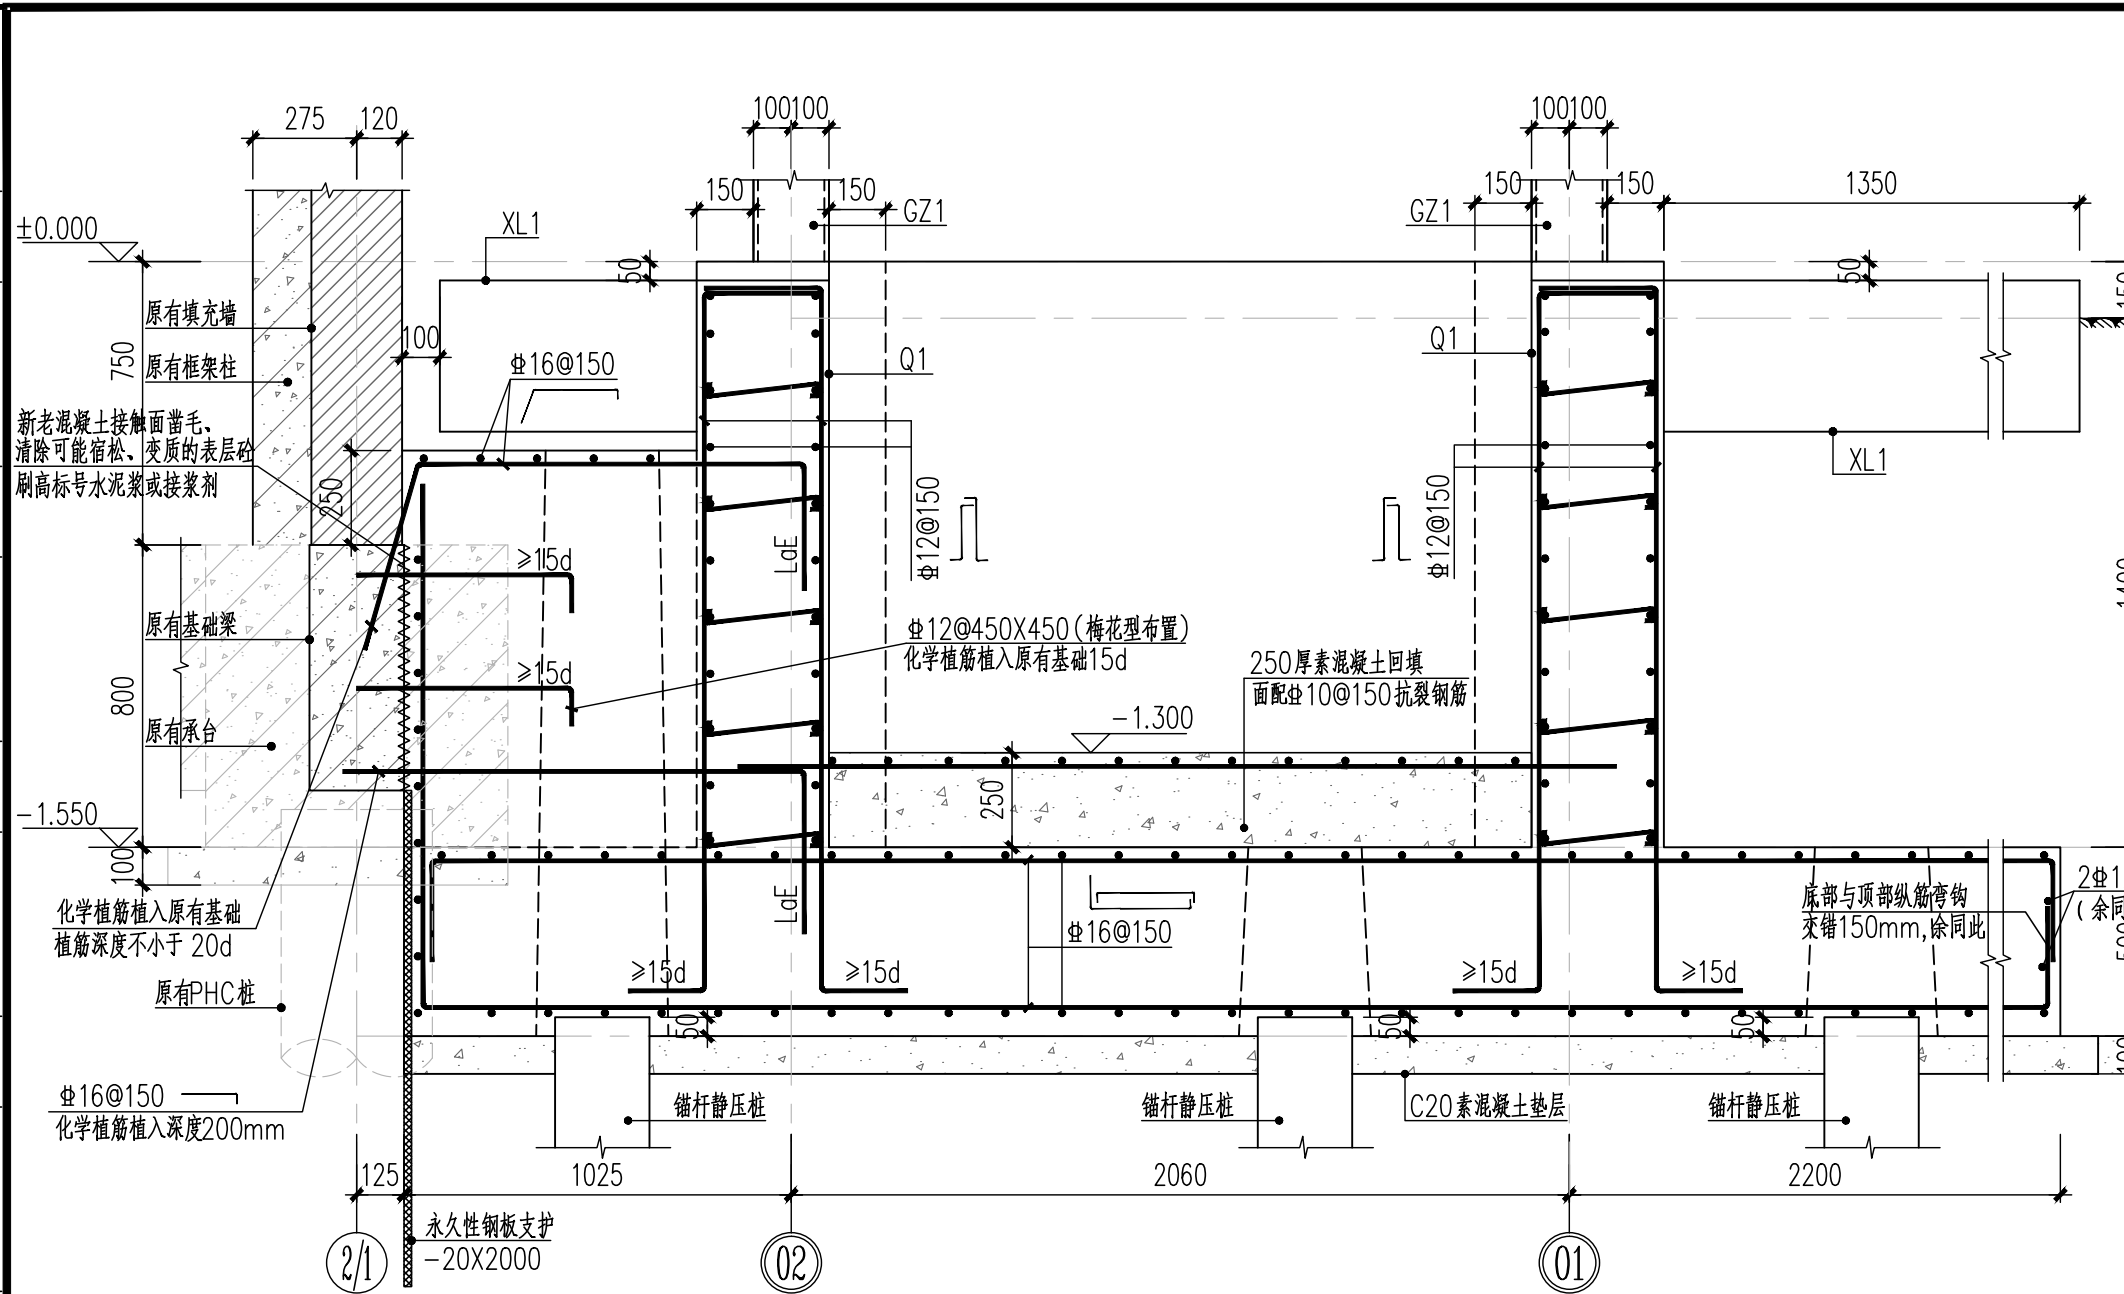 275
120
100100
100100
150
150
150
150
1350
±0.000
XL1
GZ1
GZ1
50
50
原有填充墙
750
100
原有框架柱
Φ16@150
Q1
Q1
XL1
新老混凝土接触面凿毛、
清除可能宿松、变质的表层砼
刷高标号水泥浆或接浆剂
250
Φ12@150
Φ12@150
≥15d
LaE
原有基础梁
Φ12@450X450(梅花型布置)
化学植筋植入原有基础15d
≥15d
250厚素混凝土回填
面配Φ10@150抗裂钢筋
800
原有承台
-1.300
250
-1.550
100
LaE
化学植筋植入原有基础
植筋深度不小于 20d
Φ16@150
底部与顶部纵筋弯钩
交错150mm,余同此
2Φ1
(余同
≥15d
≥15d
≥15d
≥15d
原有PHC桩
50
50
50
Φ16@150
化学植筋植入深度200mm
锚杆静压桩
锚杆静压桩
C20素混凝土垫层
锚杆静压桩
125
1025
2060
2200
永久性钢板支护
-20X2000
2/1
02
01